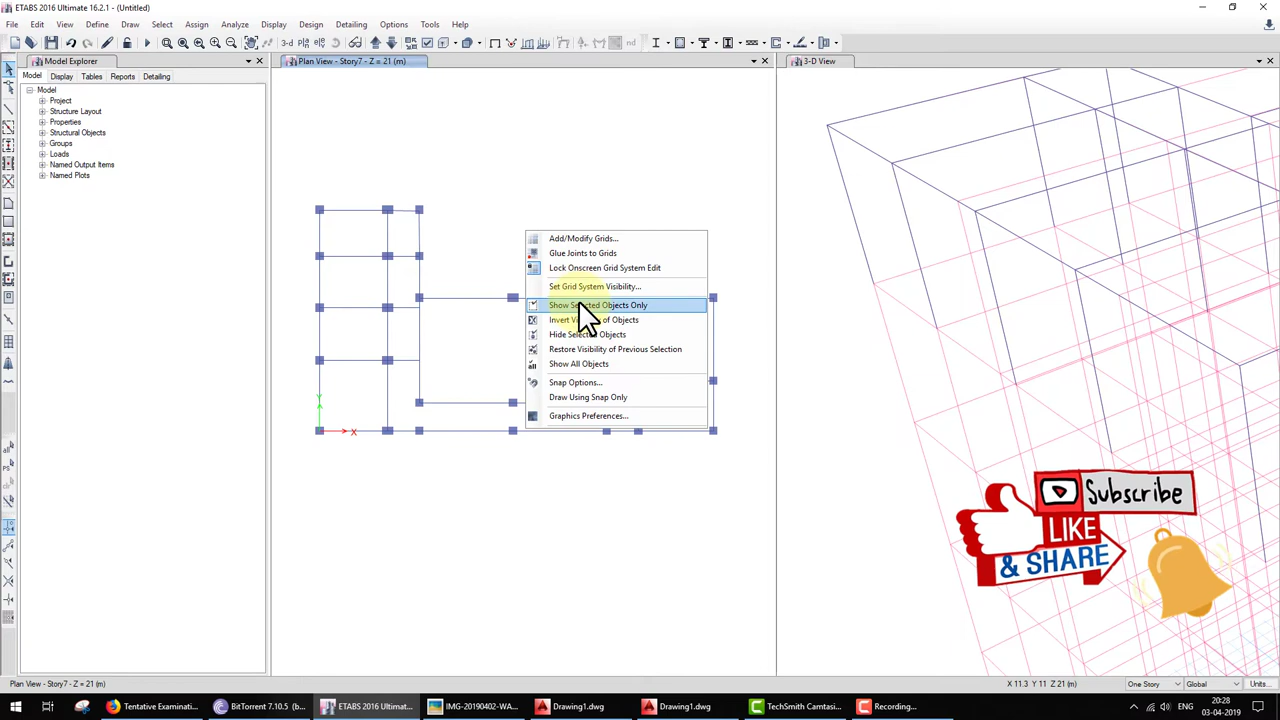 ETABS 2016 Ultimate 16.2.1 - (Untitled)
File Edit View Define Draw Select Assign Analyze Display Design Detailing Options Tools Help
3-d
nd
Model Explorer
Model Display Tables Reports Detailing
Model
Project
Structure Layout
Properties
Structural Objects
Groups
Loads
Named Output Items
Named Plots
Plan View - Story7 - Z = 21 (m)
3-D View
Add/Modify Grids...
Glue Joints to Grids
Lock Onscreen Grid System Edit
Set Grid System Visibility...
Show Selected Objects Only
Invert of Objects
Hide Objects
Restore Visibility of Previous Selection
all Show All Objects
Snap Options...
Draw Using Snap Only
Graphics Preferences...
Y
X
all
Subscribe
LIKE
& SHARE
Plan View - Story7 - Z = 21 (m)
X 11.3 Y 11 Z 21 (m)
One Story Global Units...
Tentative Examinati...
BitTorrent 7.10.5 (b...
ETABS 2016 Ultimat...
IMG-20190402-WA...
Drawing1.dwg
Drawing1.dwg
TechSmith Camtasi...
Recording...
20:28
03-04-2019